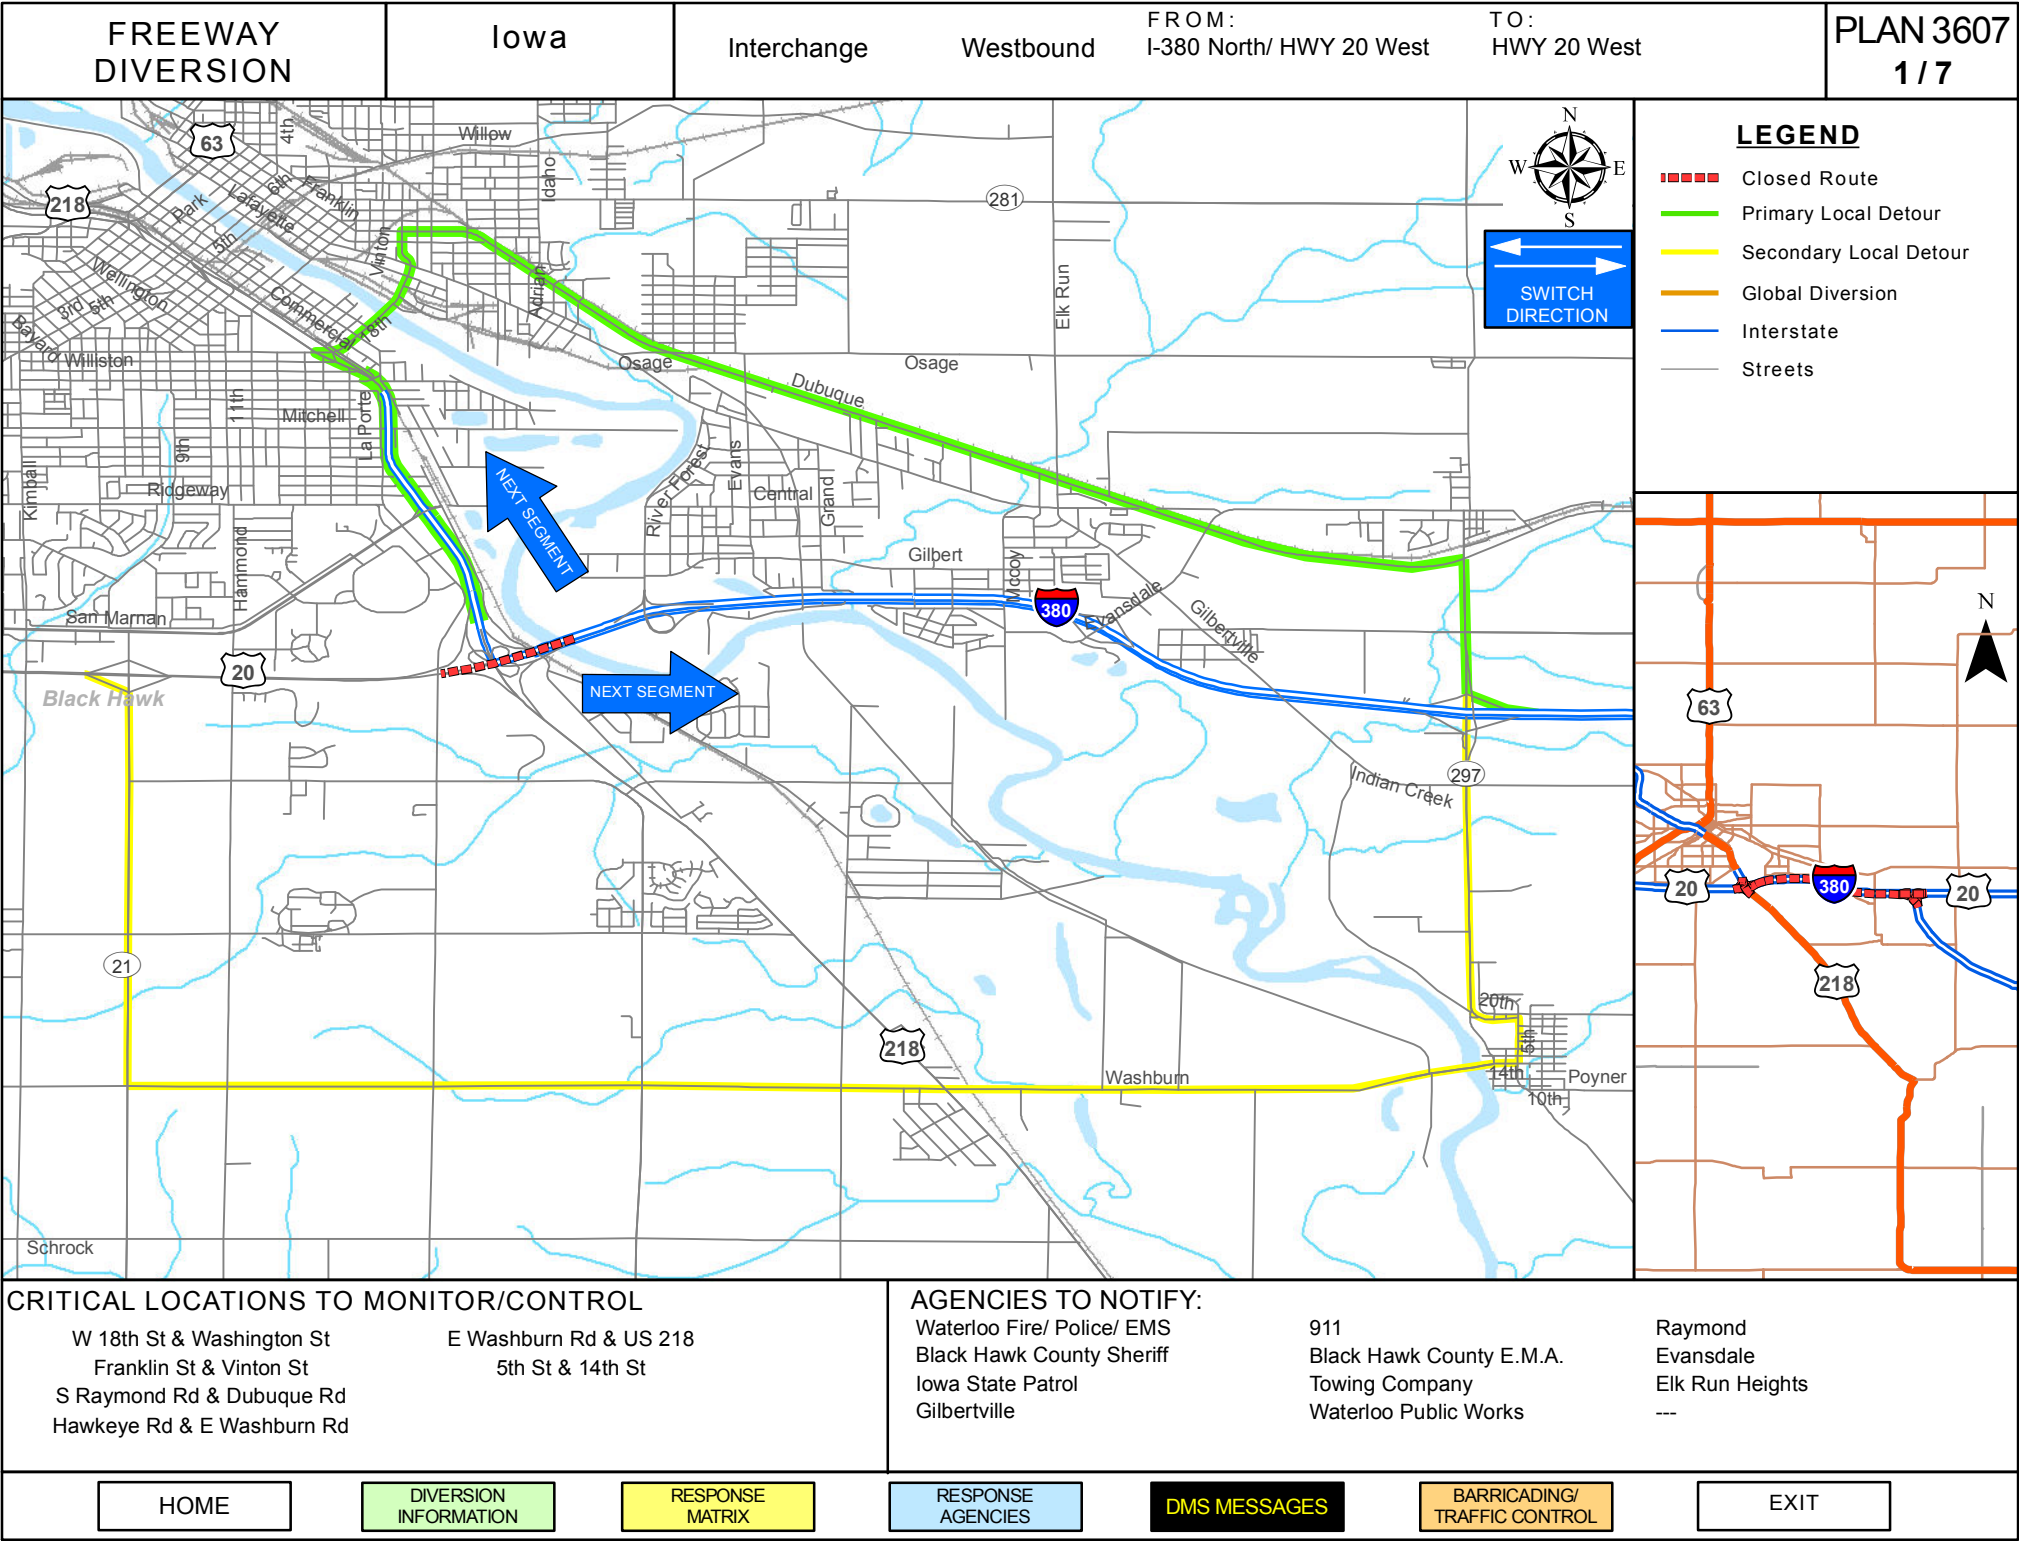 FREEWAY
DIVERSION
Iowa
Interchange
Westbound
FROM:
I-380 North/ HWY 20 West
TO:
HWY 20 West
PLAN 3607
1 / 7
63
4th
Willow
218
Park
6th
Lafayette
Franklin
Idaho
281
5th
Vinton
Wellington
3rd
5th
Commercial
18th
Adrian
Elk Run
Bayard
Williston
Osage
Osage
Dubuque
11th
Mitchell
La Porte
9th
Kimball
Ridgeway
River Forest
Evans
Central
Grand
NEXT SEGMENT
Hammond
Gilbert
Mccoy
380
Evansdale
Gilbertville
San Marnan
20
Black Hawk
NEXT SEGMENT
Indian Creek
297
21
20th
5th
218
14th
Washburn
Poyner
10th
Schrock
N
W
E
S
SWITCH
DIRECTION
LEGEND
Closed Route
Primary Local Detour
Secondary Local Detour
Global Diversion
Interstate
Streets
N
63
20
380
20
218
CRITICAL LOCATIONS TO MONITOR/CONTROL
W 18th St & Washington St
Franklin St & Vinton St
S Raymond Rd & Dubuque Rd
Hawkeye Rd & E Washburn Rd
E Washburn Rd & US 218
5th St & 14th St
AGENCIES TO NOTIFY:
Waterloo Fire/ Police/ EMS
Black Hawk County Sheriff
Iowa State Patrol
Gilbertville
911
Black Hawk County E.M.A.
Towing Company
Waterloo Public Works
Raymond
Evansdale
Elk Run Heights
---
HOME
DIVERSION
INFORMATION
RESPONSE
MATRIX
RESPONSE
AGENCIES
DMS MESSAGES
BARRICADING/
TRAFFIC CONTROL
EXIT